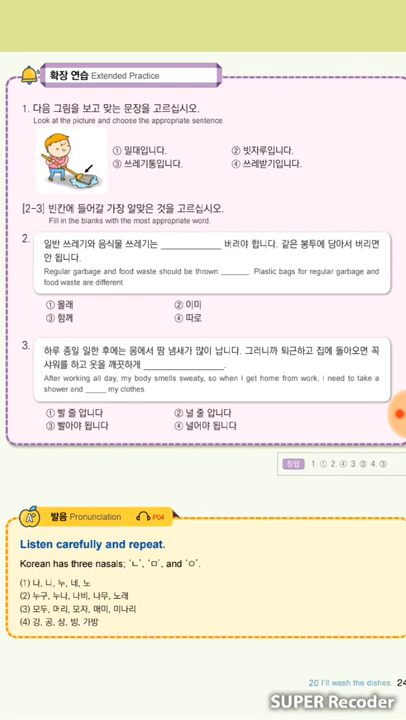 확장 연습 Extended Practice
1. 다음 그림을 보고 맞는 문장을 고르십시오.
Look at the picture and choose the appropriate sentence.
① 밀대입니다.
② 빗자루입니다.
③ 쓰레기통입니다.
④ 쓰레받기입니다.
[2-3] 빈칸에 들어갈 가장 알맞은 것을 고르십시오.
Fill in the blanks with the most appropriate word.
2.
일반 쓰레기와 음식물 쓰레기는 __________ 버려야 합니다. 같은 봉투에 담아서 버리면
안 됩니다.
Regular garbage and food waste should be thrown ______. Plastic bags for regular garbage and
food waste are different
① 몰래
② 이미
③ 함께
④ 따로
3.
하루 종일 일한 후에는 몸에서 땀 냄새가 많이 납니다. 그러니까 퇴근하고 집에 돌아오면 꼭
샤워를 하고 옷을 깨끗하게 ______________.
After working all day, my body smells sweaty, so when I get home from work, I need to take a
shower and _____ my clothes.
① 빨 줄 압니다
② 널 줄 압니다
③ 빨아야 됩니다
④ 널어야 됩니다
정답 1. ① 2. ④ 3. ③ 4. ③
A+ 발음 Pronunciation P04
Listen carefully and repeat.
Korean has three nasals; 'ㄴ', 'ㅁ', and 'ㅇ'.
(1) 나, 니, 누, 네, 노
(2) 누구, 누나, 나비, 나무, 노래
(3) 모두, 머리, 모자, 매미, 미나리
(4) 강, 공, 상, 방, 가방
20 I'll wash the dishes. 24
SUPER Recoder